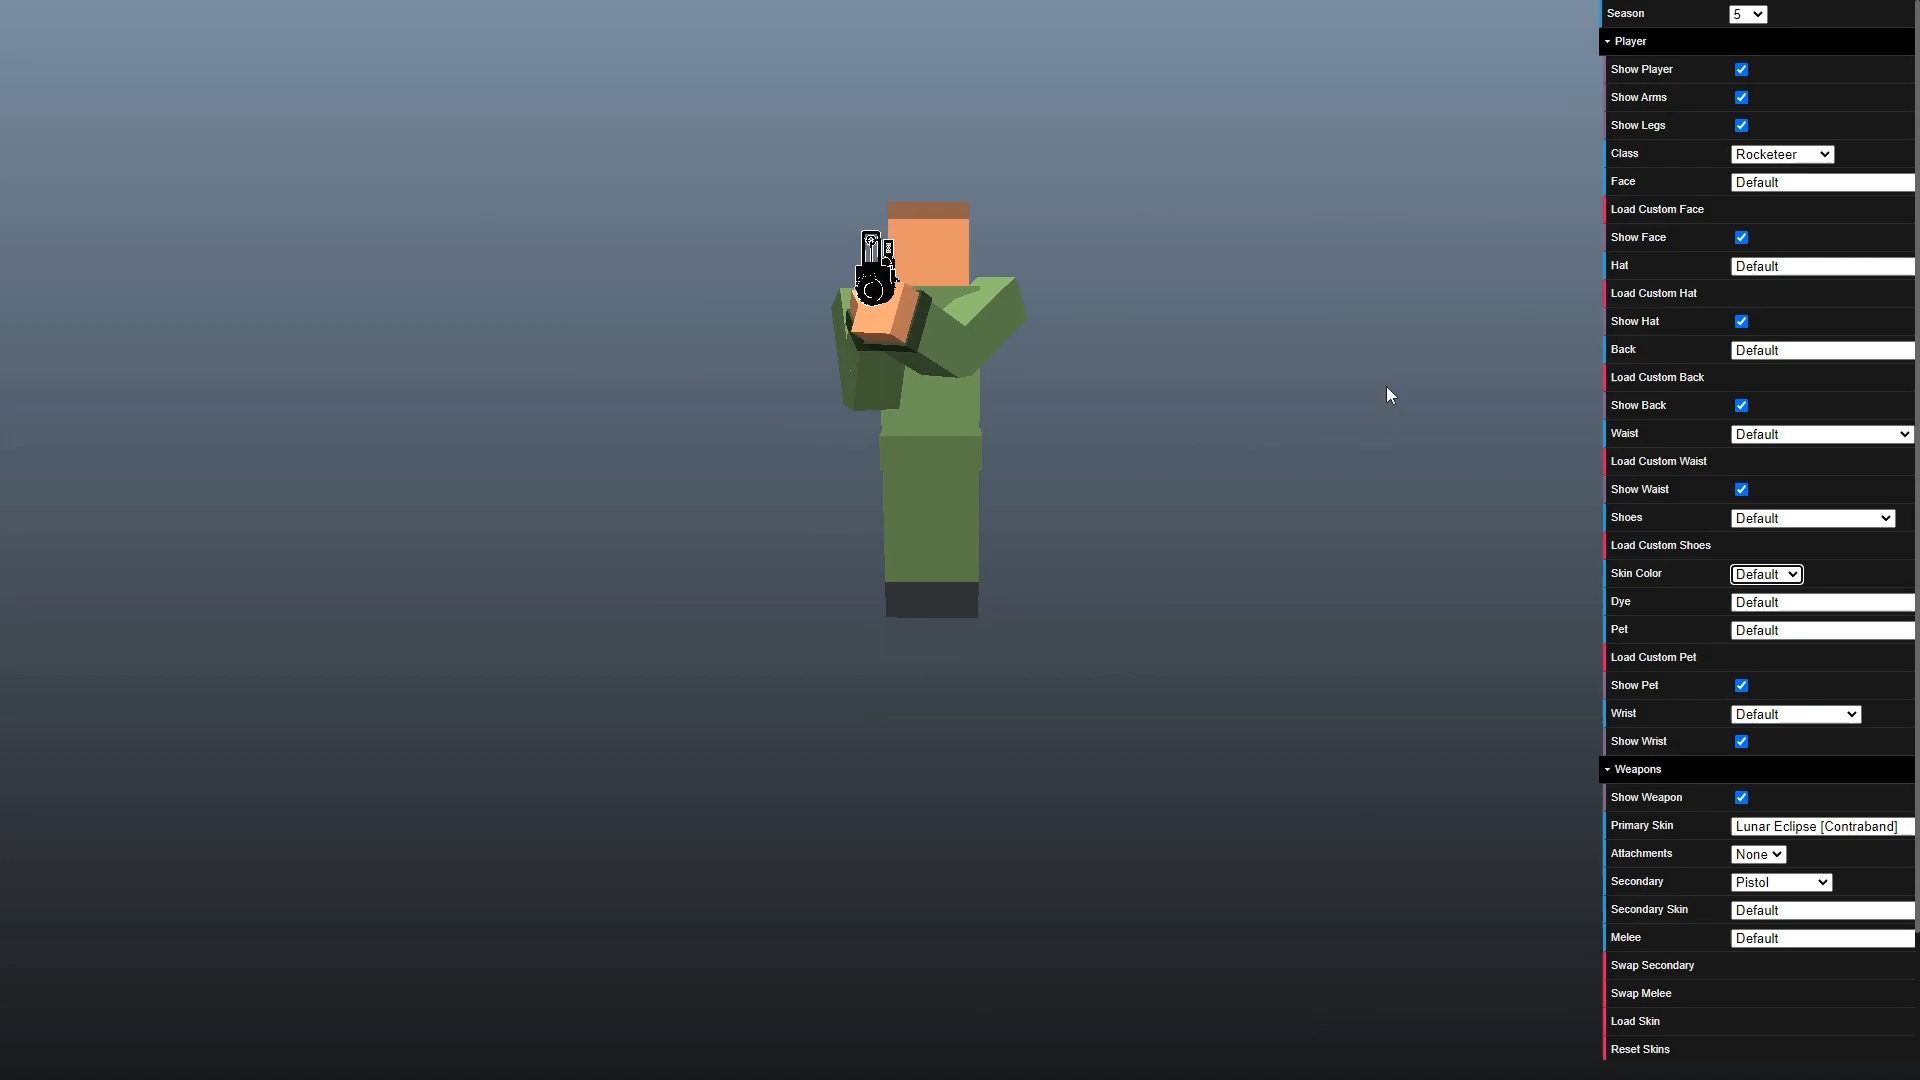 Season 5
Player
Show Player
Show Arms
Show Legs
Class Rocketeer
Face Default
Load Custom Face
Show Face
Hat Default
Load Custom Hat
Show Hat
Back Default
Load Custom Back
Show Back
Waist Default
Load Custom Waist
Show Waist
Shoes Default
Load Custom Shoes
Skin Color Default
Dye Default
Pet Default
Load Custom Pet
Show Pet
Wrist Default
Show Wrist
Weapons
Show Weapon
Primary Skin Lunar Eclipse [Contraband]
Attachments None
Secondary Pistol
Secondary Skin Default
Melee Default
Swap Secondary
Swap Melee
Load Skin
Reset Skins